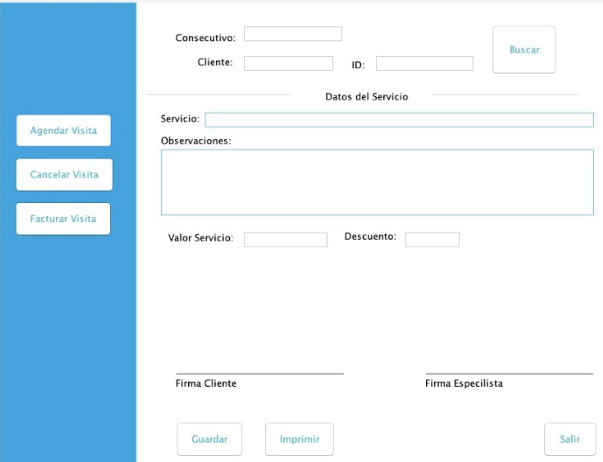 Consecutivo:
Cliente:
ID:
Buscar
Datos del Servicio
Servicio:
Observaciones:
Agendar Visita
Cancelar Visita
Facturar Visita
Valor Servicio:
Descuento:
Firma Cliente
Firma Especilista
Guardar
Imprimir
Salir